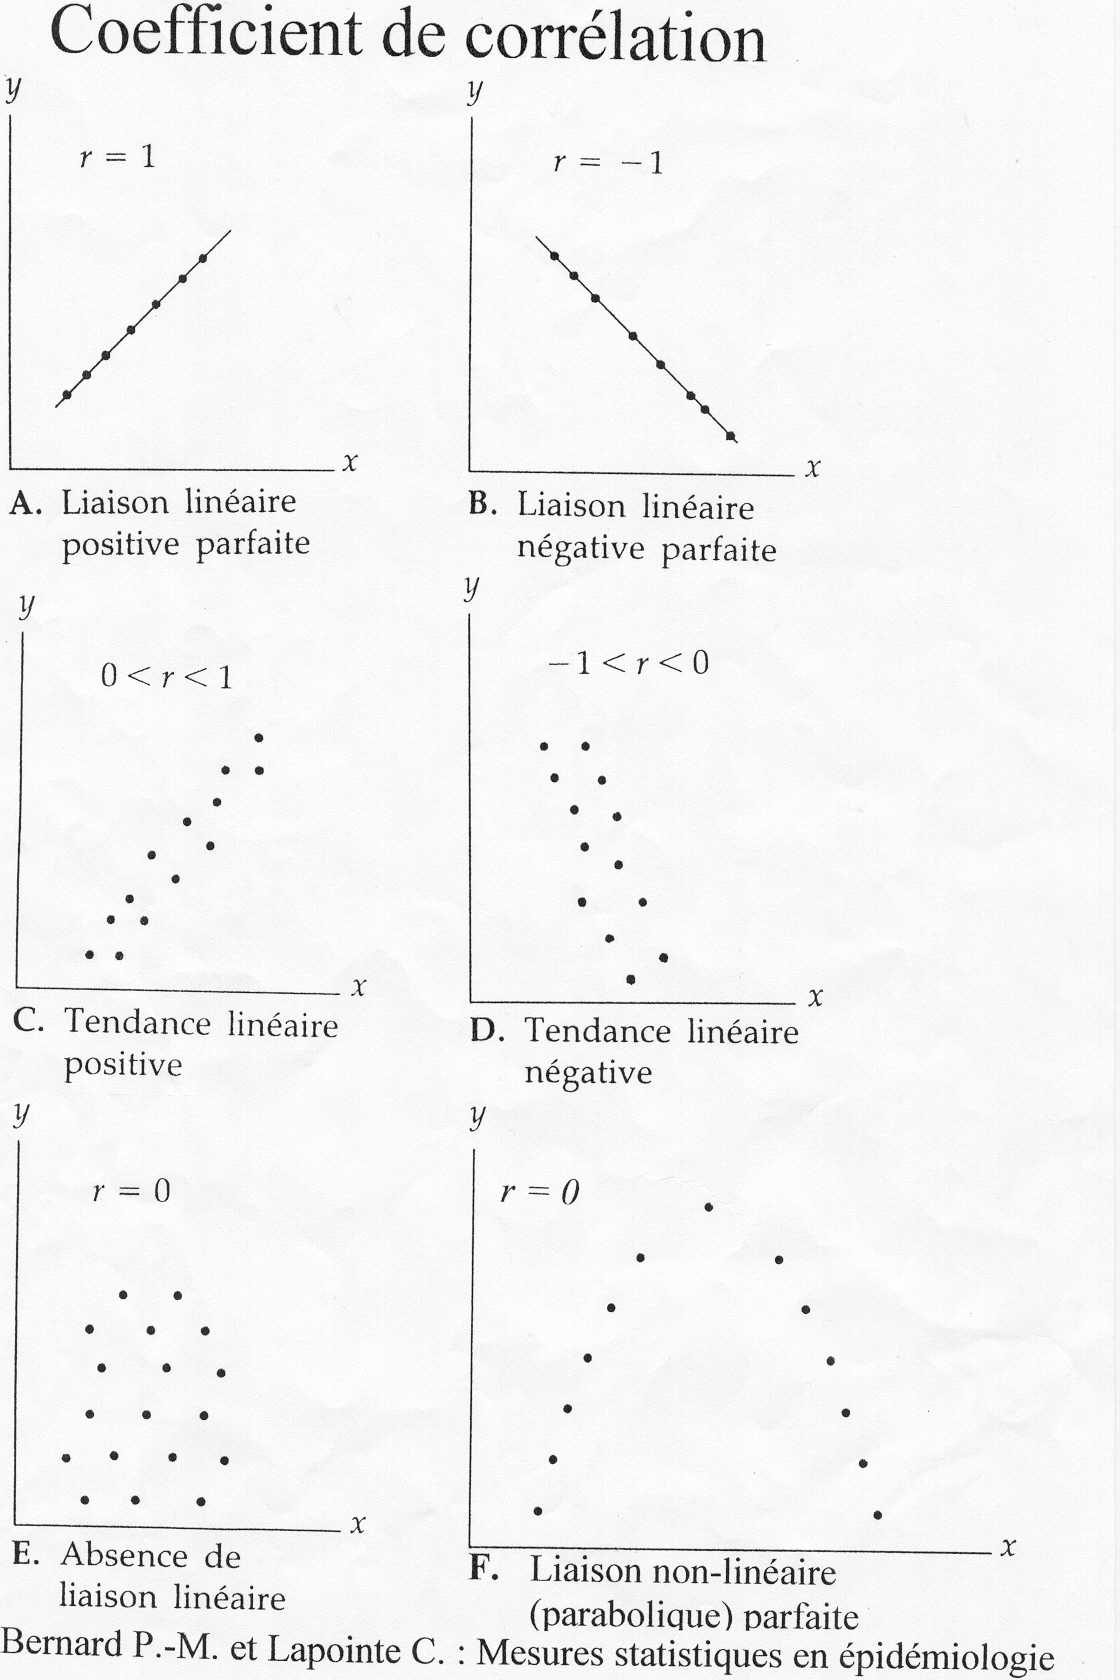 Coefficient de corrélation
y
r = 1
x
A. Liaison linéaire
positive parfaite
y
r = −1
x
B. Liaison linéaire
négative parfaite
y
0 < r < 1
x
C. Tendance linéaire
positive
y
−1 < r < 0
x
D. Tendance linéaire
négative
y
r = 0
x
E. Absence de
liaison linéaire
y
r = 0
x
F. Liaison non-linéaire
(parabolique) parfaite
Bernard P.-M. et Lapointe C. : Mesures statistiques en épidémiologie